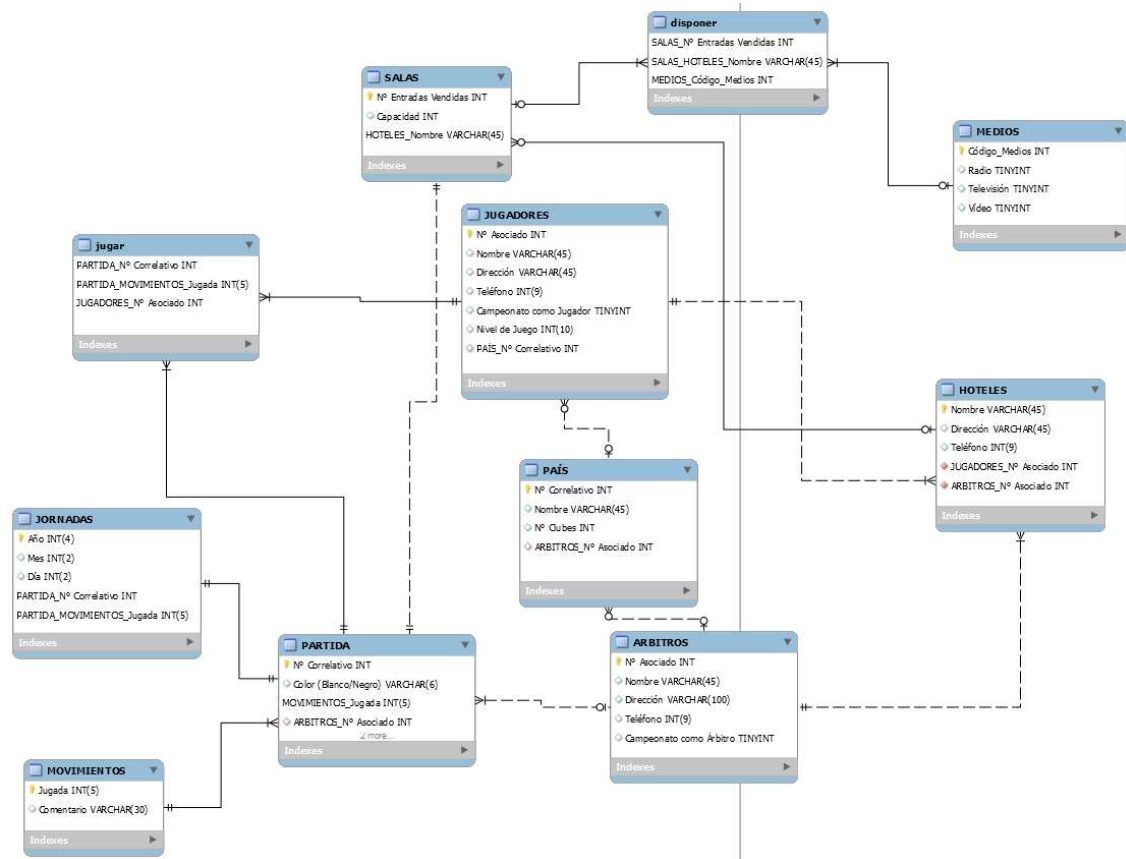 disponer
SALAS_Nº Entradas Vendidas INT
SALAS_HOTELES_Nombre VARCHAR(45)
MEDIOS_Código_Medios INT
Indexes
SALAS
Nº Entradas Vendidas INT
Capacidad INT
HOTELES_Nombre VARCHAR(45)
Indexes
MEDIOS
Código_Medios INT
Radio TINYINT
Televisión TINYINT
Vídeo TINYINT
Indexes
JUGADORES
Nº Asociado INT
Nombre VARCHAR(45)
Dirección VARCHAR(45)
Teléfono INT(9)
Campeonato como Jugador TINYINT
Nivel de Juego INT(10)
PAÍS_Nº Correlativo INT
Indexes
jugar
PARTIDA_Nº Correlativo INT
PARTIDA_MOVIMIENTOS_Jugada INT(5)
JUGADORES_Nº Asociado INT
Indexes
HOTELES
Nombre VARCHAR(45)
Dirección VARCHAR(45)
Teléfono INT(9)
JUGADORES_Nº Asociado INT
ARBITROS_Nº Asociado INT
Indexes
PAÍS
Nº Correlativo INT
Nombre VARCHAR(45)
Nº Clubes INT
ARBITROS_Nº Asociado INT
Indexes
JORNADAS
Año INT(4)
Mes INT(2)
Día INT(2)
PARTIDA_Nº Correlativo INT
PARTIDA_MOVIMIENTOS_Jugada INT(5)
Indexes
PARTIDA
Nº Correlativo INT
Color (Blanco/Negro) VARCHAR(6)
MOVIMIENTOS_Jugada INT(5)
ARBITROS_Nº Asociado INT
2 more...
Indexes
ARBITROS
Nº Asociado INT
Nombre VARCHAR(45)
Dirección VARCHAR(100)
Teléfono INT(9)
Campeonato como Árbitro TINYINT
Indexes
MOVIMIENTOS
Jugada INT(5)
Comentario VARCHAR(30)
Indexes